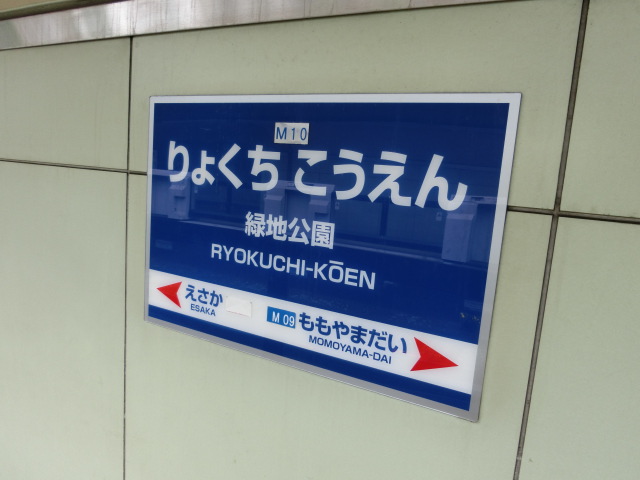 M10
りょくちこうえん
緑地公園
RYOKUCHI-KŌEN
えさか
ESAKA
M 09 ももやまだい
MOMOYAMA-DAI